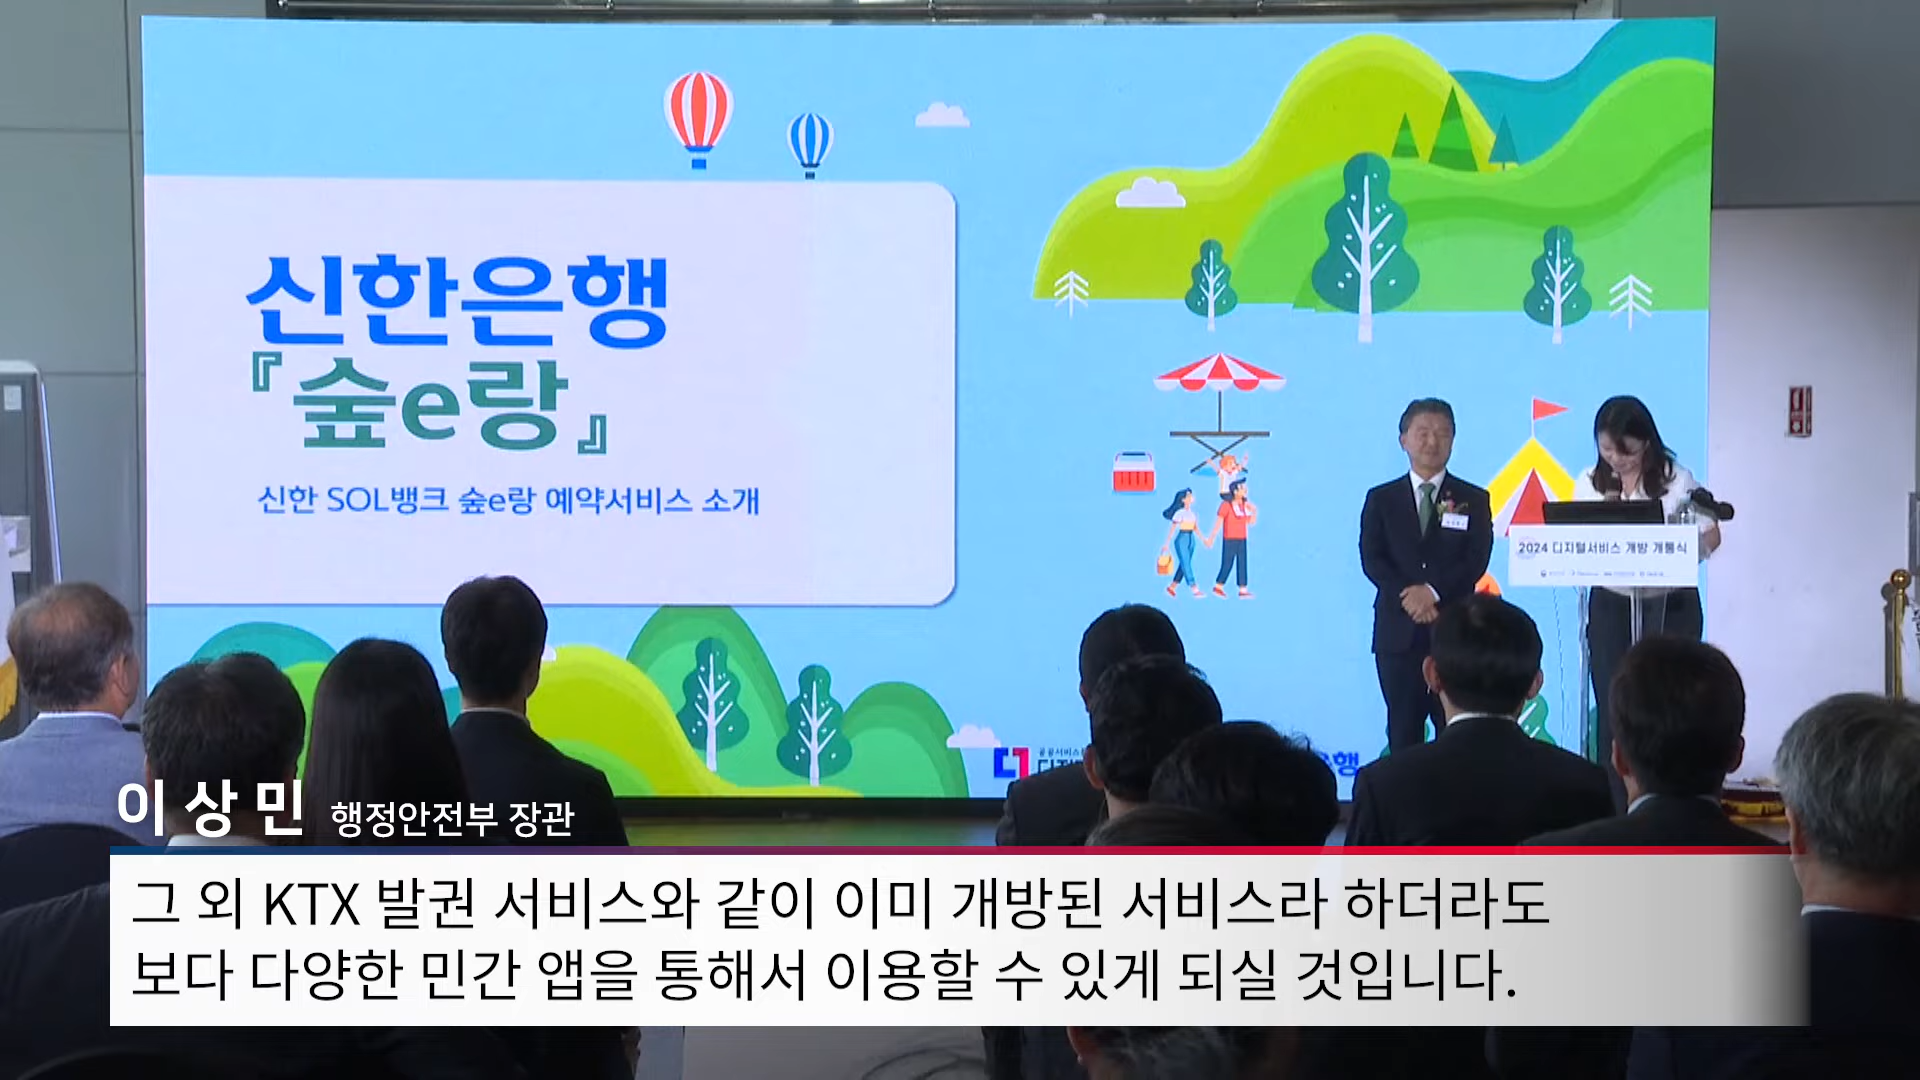 신한은행
『숲e랑』
신한 SOL뱅크 숲e랑 예약서비스 소개
2024 디지털서비스 개방 개통식
이상민 행정안전부 장관
그 외 KTX 발권 서비스와 같이 이미 개방된 서비스라 하더라도
보다 다양한 민간 앱을 통해서 이용할 수 있게 되실 것입니다.